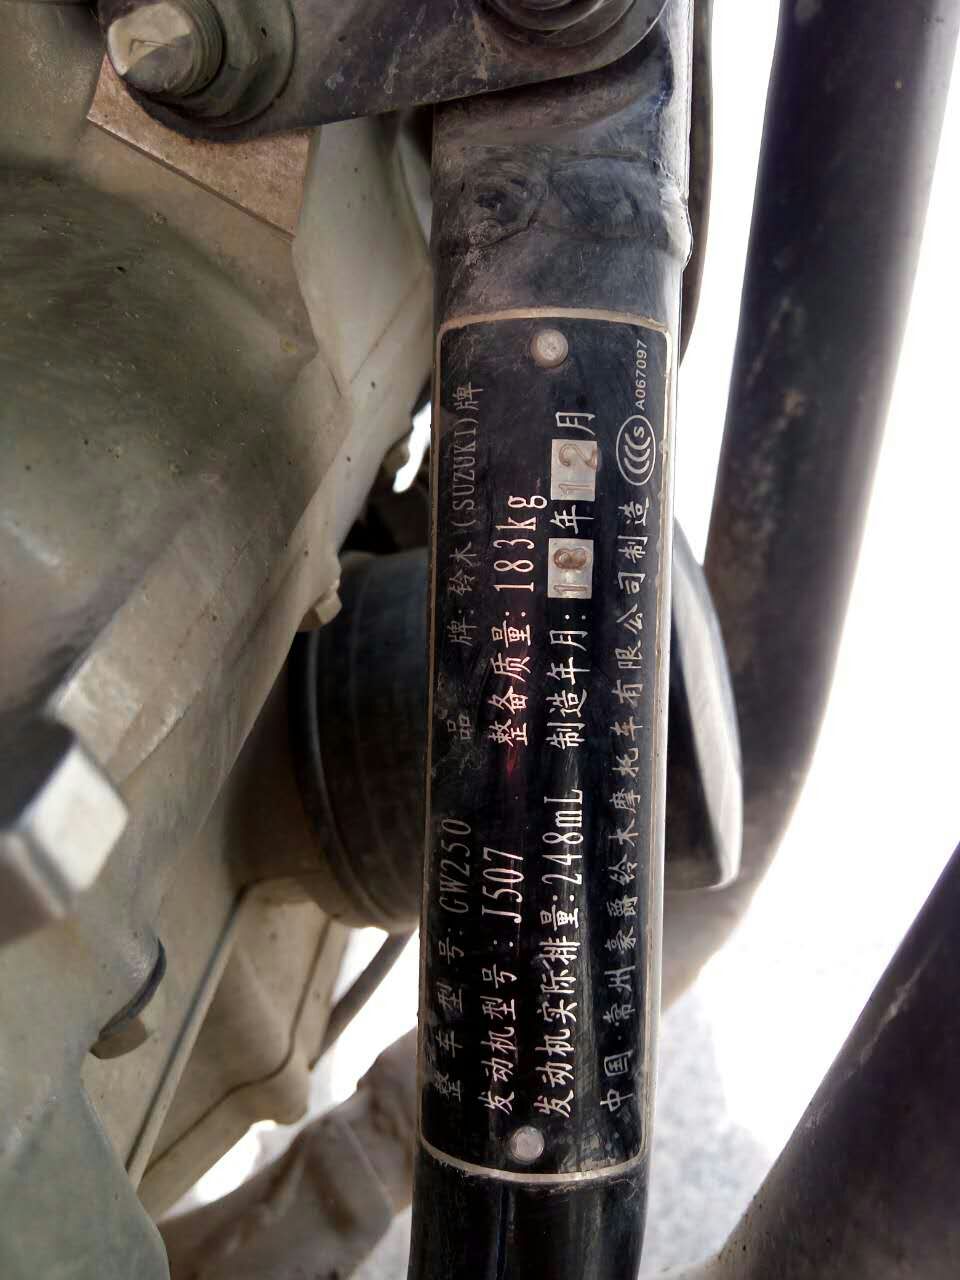 整车型号:GW250 品牌:铃木(SUZUKI)牌
发动机型号:J507 整备质量:183kg
发动机实际排量:248mL 制造年月:18年12月
中国·常州豪爵铃木摩托车有限公司制造 S A067097